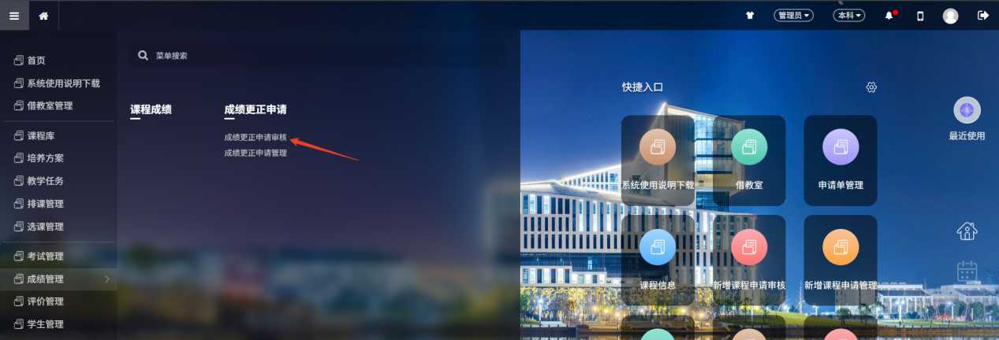 管理员
本科
首页
系统使用说明下载
借教室管理
课程库
培养方案
教学任务
排课管理
选课管理
考试管理
成绩管理
评价管理
学生管理
菜单搜索
课程成绩
成绩更正申请
成绩更正申请审核
成绩更正申请管理
快捷入口
系统使用说明下载
借教室
申请单管理
课程信息
新增课程申请审核
新增课程申请管理
最近使用